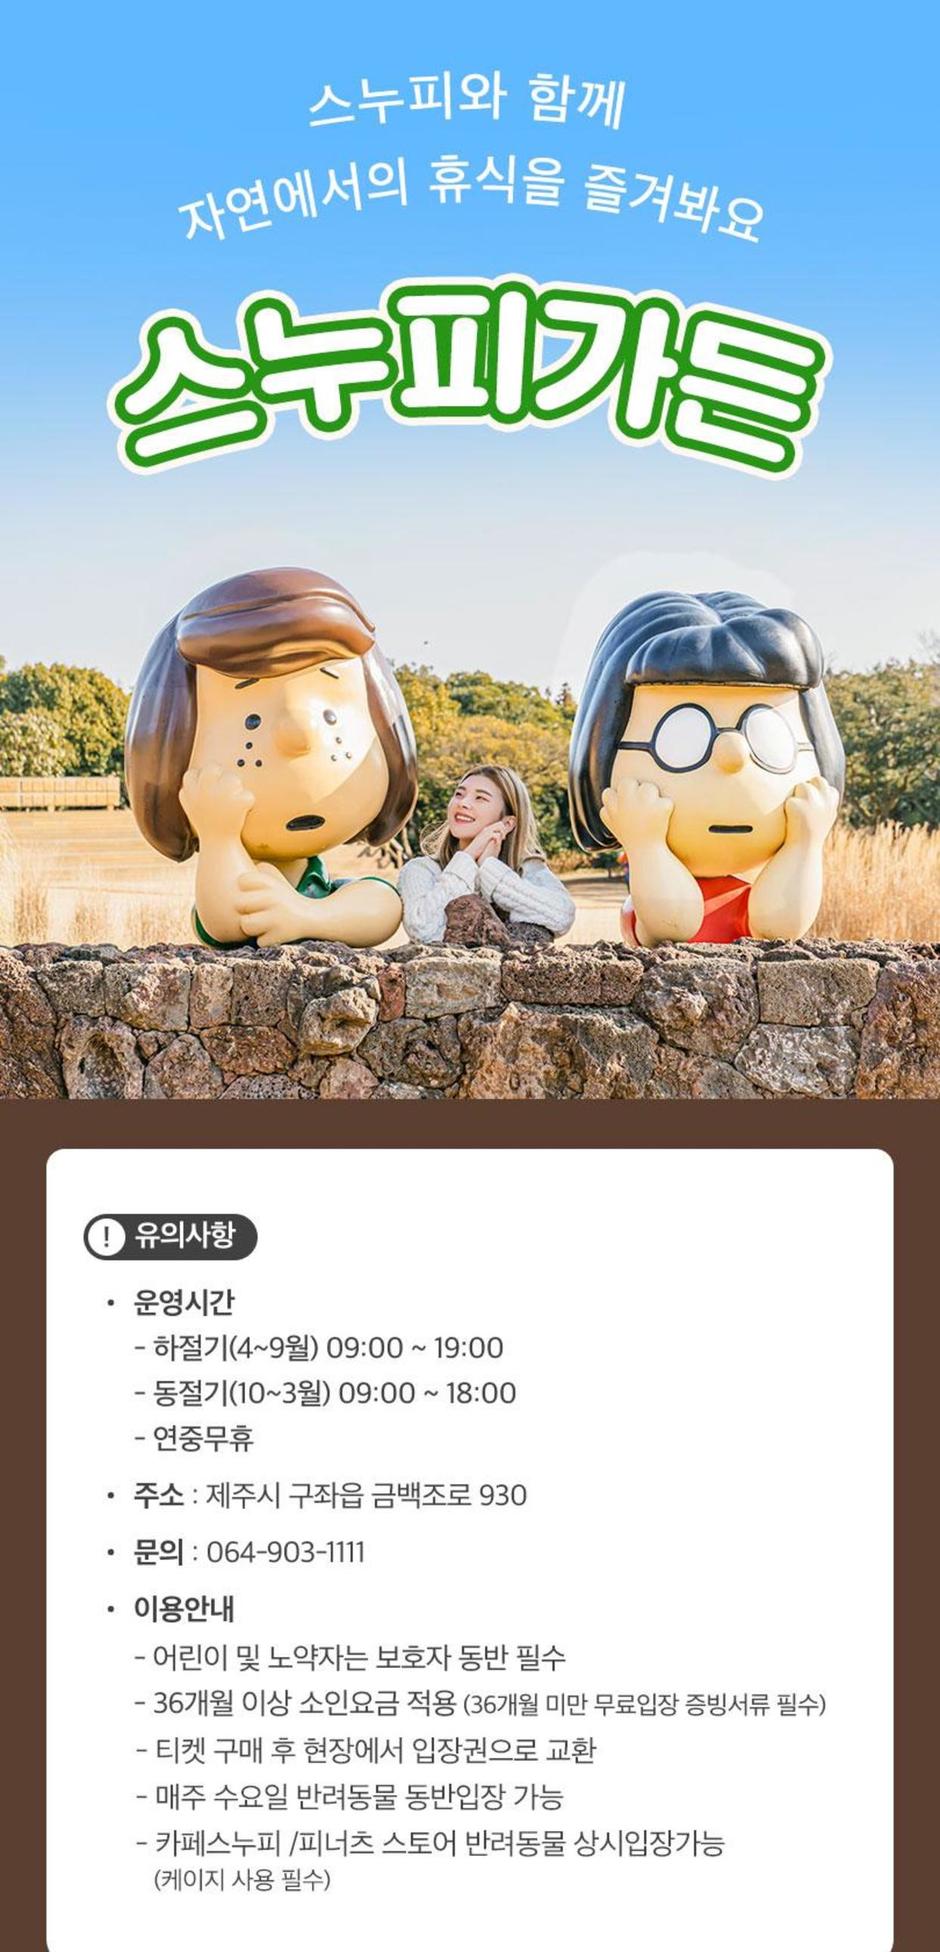 스누피와 함께
자연에서의 휴식을 즐겨봐요
스누피가든
! 유의사항
• 운영시간
- 하절기(4~9월) 09:00 ~ 19:00
- 동절기(10~3월) 09:00 ~ 18:00
- 연중무휴
• 주소 : 제주시 구좌읍 금백조로 930
• 문의 : 064-903-1111
• 이용안내
- 어린이 및 노약자는 보호자 동반 필수
- 36개월 이상 소인요금 적용 (36개월 미만 무료입장 증빙서류 필수)
- 티켓 구매 후 현장에서 입장권으로 교환
- 매주 수요일 반려동물 동반입장 가능
- 카페스누피 /피너츠 스토어 반려동물 상시입장가능
(케이지 사용 필수)